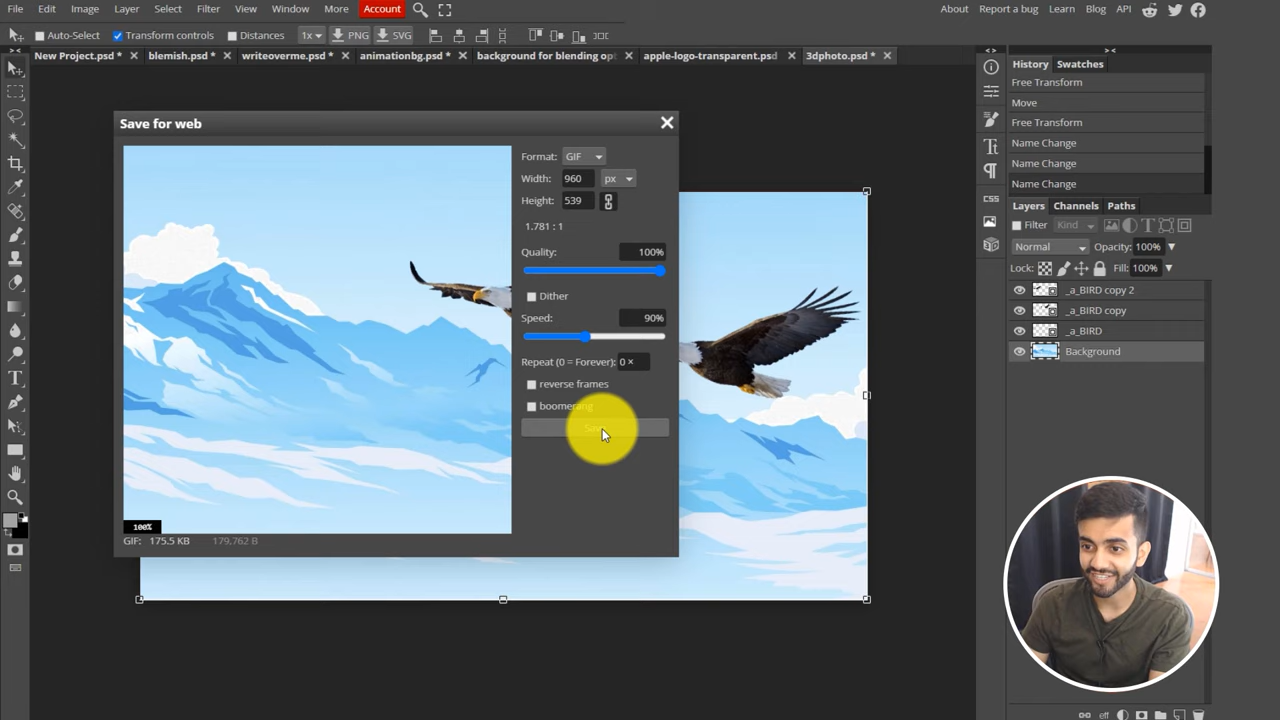 File Edit Image Layer Select Filter View Window More Account
About Report a bug Learn Blog API
Auto-Select Transform controls Distances 1x PNG SVG
New Project.psd * blemish.psd * writeoverme.psd * animationbg.psd * background for blending opt apple-logo-transparent.psd 3dphoto.psd *
History Swatches
Free Transform
Move
Free Transform
Name Change
Name Change
Name Change
Layers Channels Paths
Filter Kind
Normal Opacity: 100%
Lock: Fill: 100%
_a_BIRD copy 2
_a_BIRD copy
_a_BIRD
Background
CSS
Save for web
Format: GIF
Width: 960 px
Height: 539
1.781 : 1
Quality: 100%
Dither
Speed: 90%
Repeat (0 = Forever): 0 ×
reverse frames
boomerang
Save
100%
GIF: 175.5 KB 179,762 B
eff